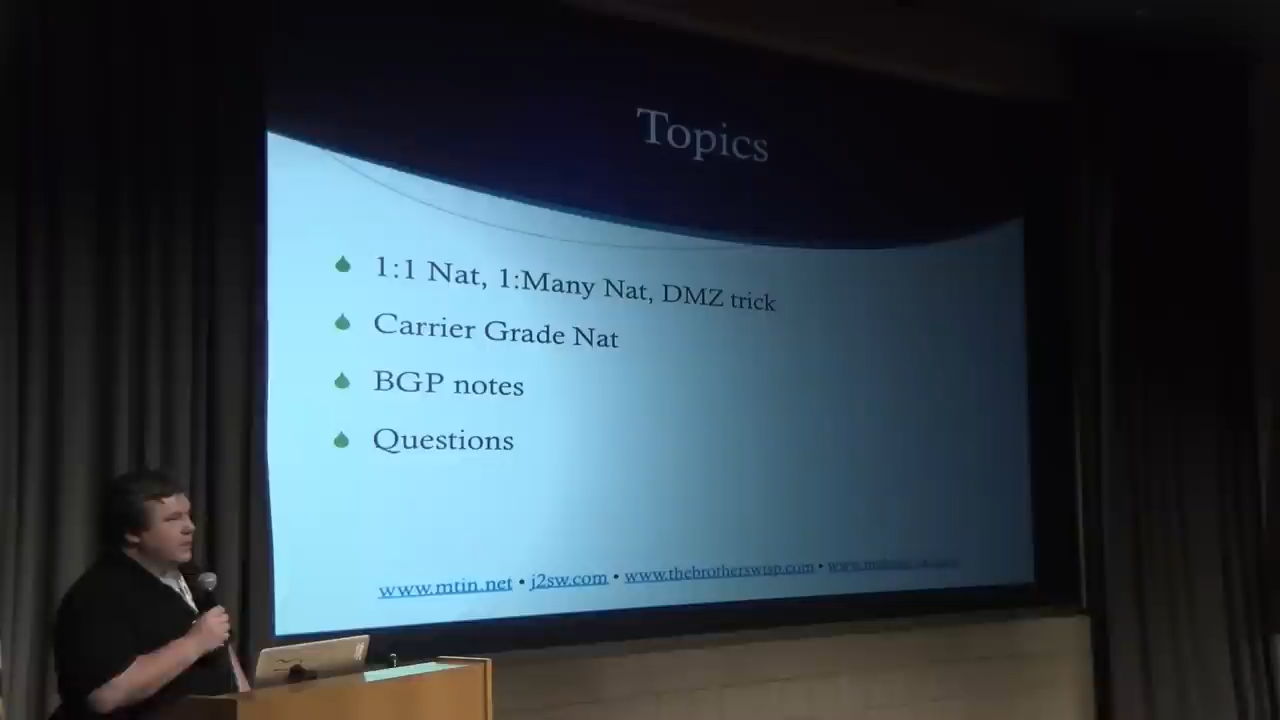 Topics
1:1 Nat, 1:Many Nat, DMZ trick
Carrier Grade Nat
BGP notes
Questions
www.mtin.net • j2sw.com • www.thebrotherswisp.com •